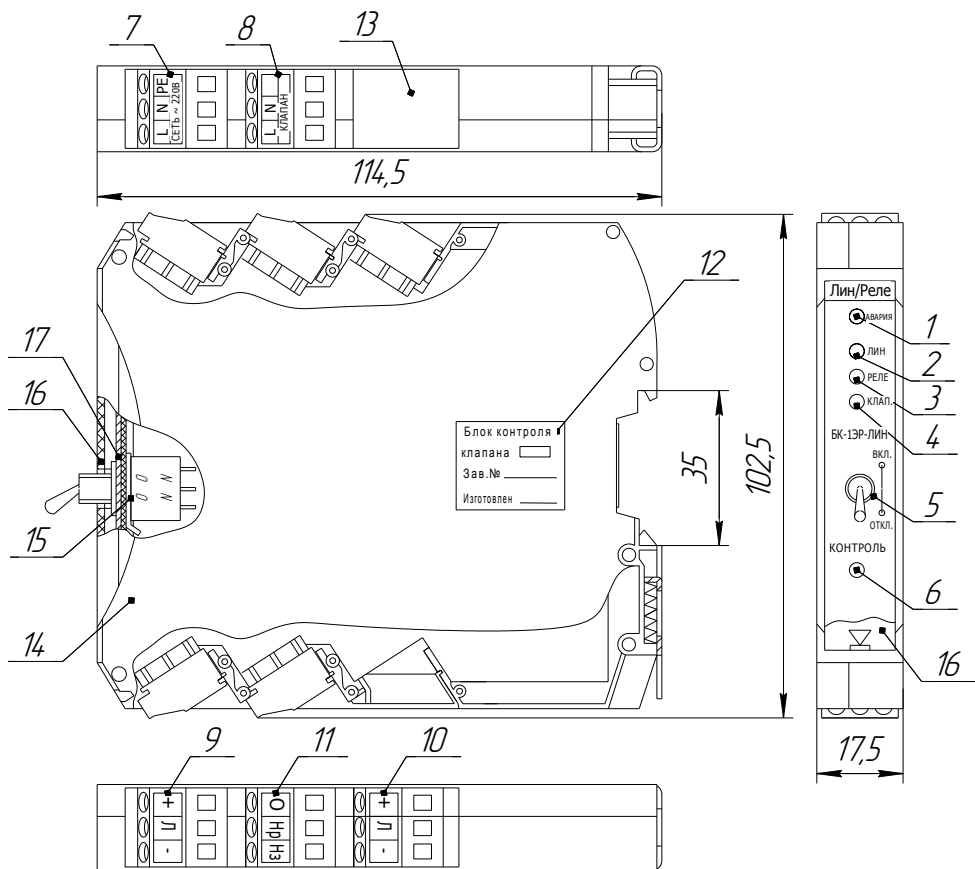 7
8
13
L N PE
СЕТЬ ~ 220В
L N
КЛАПАН
114,5
12
17
16
15
14
Блок контроля
клапана
Зав.№
Изготовлен
O O
N N
35
102,5
Лин/Реле
АВАРИЯ
1
ЛИН
2
РЕЛЕ
3
КЛАП.
4
БК-1ЭР-ЛИН
ВКЛ.
5
ОТКЛ.
КОНТРОЛЬ
6
16
17,5
9
11
10
+ Л -
О Нр Нз
+ Л -